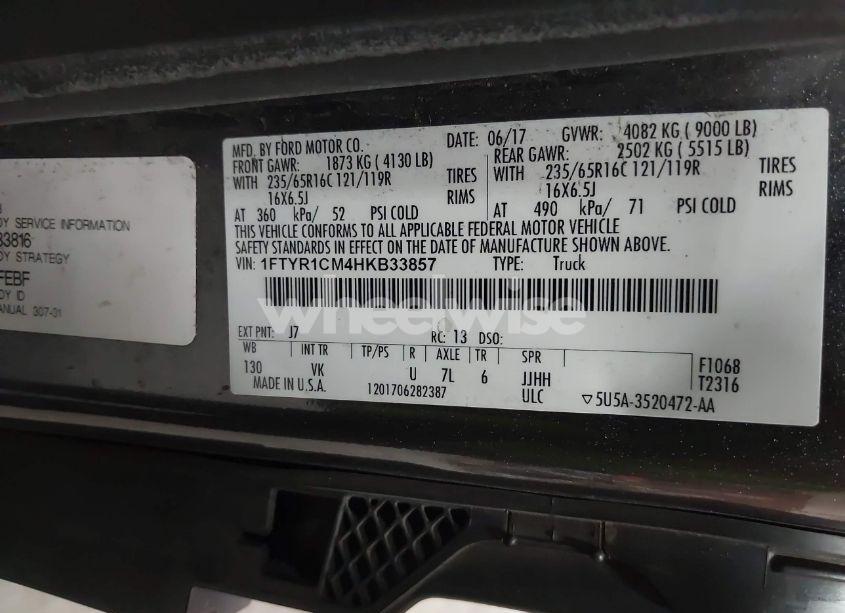 3
DY SERVICE INFORMATION
33816
DY STRATEGY
FEBF
DY ID
MANUAL 307-01
MFD. BY FORD MOTOR CO. DATE: 06/17 GVWR: 4082 KG ( 9000 LB)
FRONT GAWR: 1873 KG ( 4130 LB) REAR GAWR: 2502 KG ( 5515 LB)
WITH 235/65R16C 121/119R TIRES WITH 235/65R16C 121/119R TIRES
16X6.5J RIMS 16X6.5J RIMS
AT 360 kPa/ 52 PSI COLD AT 490 kPa/ 71 PSI COLD
THIS VEHICLE CONFORMS TO ALL APPLICABLE FEDERAL MOTOR VEHICLE
SAFETY STANDARDS IN EFFECT ON THE DATE OF MANUFACTURE SHOWN ABOVE.
VIN: 1FTYR1CM4HKB33857 TYPE: Truck
wheelwise
EXT PNT: J7 RC: 13 DSO:
WB INT TR TP/PS R AXLE TR SPR F1068
130 VK U 7L 6 JJHH T2316
MADE IN U.S.A. 1201706282387 ULC ▽5U5A-3520472-AA